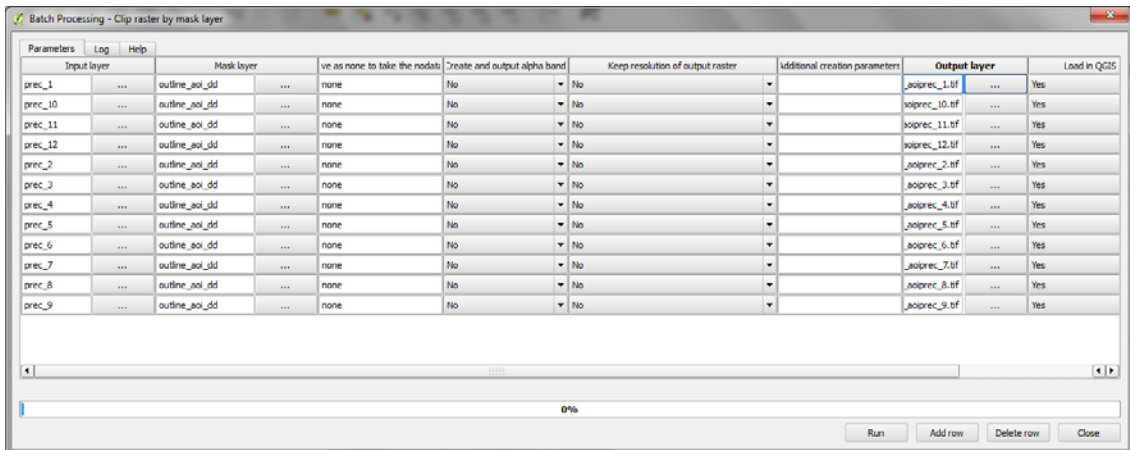 Batch Processing - Clip raster by mask layer
Parameters Log Help
Input layer Mask layer ve as none to take the nodata Create and output alpha band Keep resolution of output raster Additional creation parameters Output layer Load in QGIS
prec_1 ... outline_aoi_dd ... none No No _aoiprec_1.tif ... Yes
prec_10 ... outline_aoi_dd ... none No No aoiprec_10.tif ... Yes
prec_11 ... outline_aoi_dd ... none No No aoiprec_11.tif ... Yes
prec_12 ... outline_aoi_dd ... none No No aoiprec_12.tif ... Yes
prec_2 ... outline_aoi_dd ... none No No _aoiprec_2.tif ... Yes
prec_3 ... outline_aoi_dd ... none No No _aoiprec_3.tif ... Yes
prec_4 ... outline_aoi_dd ... none No No _aoiprec_4.tif ... Yes
prec_5 ... outline_aoi_dd ... none No No _aoiprec_5.tif ... Yes
prec_6 ... outline_aoi_dd ... none No No _aoiprec_6.tif ... Yes
prec_7 ... outline_aoi_dd ... none No No _aoiprec_7.tif ... Yes
prec_8 ... outline_aoi_dd ... none No No _aoiprec_8.tif ... Yes
prec_9 ... outline_aoi_dd ... none No No _aoiprec_9.tif ... Yes
0%
Run Add row Delete row Close